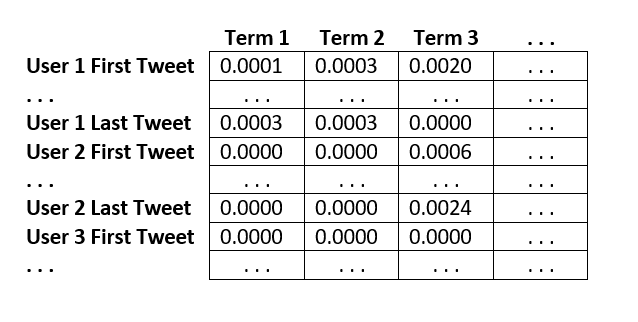 Term 1 Term 2 Term 3 ...
User 1 First Tweet 0.0001 0.0003 0.0020 ...
... ... ... ... ...
User 1 Last Tweet 0.0003 0.0003 0.0000 ...
User 2 First Tweet 0.0000 0.0000 0.0006 ...
... ... ... ... ...
User 2 Last Tweet 0.0000 0.0000 0.0024 ...
User 3 First Tweet 0.0000 0.0000 0.0000 ...
... ... ... ... ...